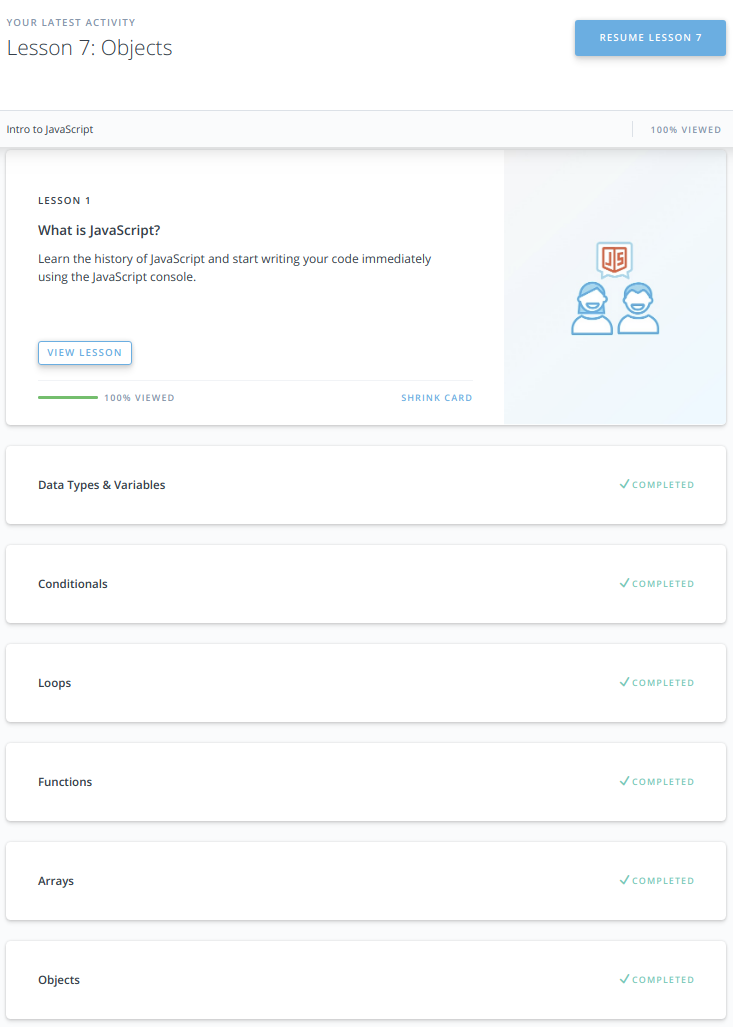 YOUR LATEST ACTIVITY
Lesson 7: Objects
RESUME LESSON 7
Intro to JavaScript
100% VIEWED
LESSON 1
What is JavaScript?
Learn the history of JavaScript and start writing your code immediately
using the JavaScript console.
JS
VIEW LESSON
100% VIEWED
SHRINK CARD
Data Types & Variables
COMPLETED
Conditionals
COMPLETED
Loops
COMPLETED
Functions
COMPLETED
Arrays
COMPLETED
Objects
COMPLETED